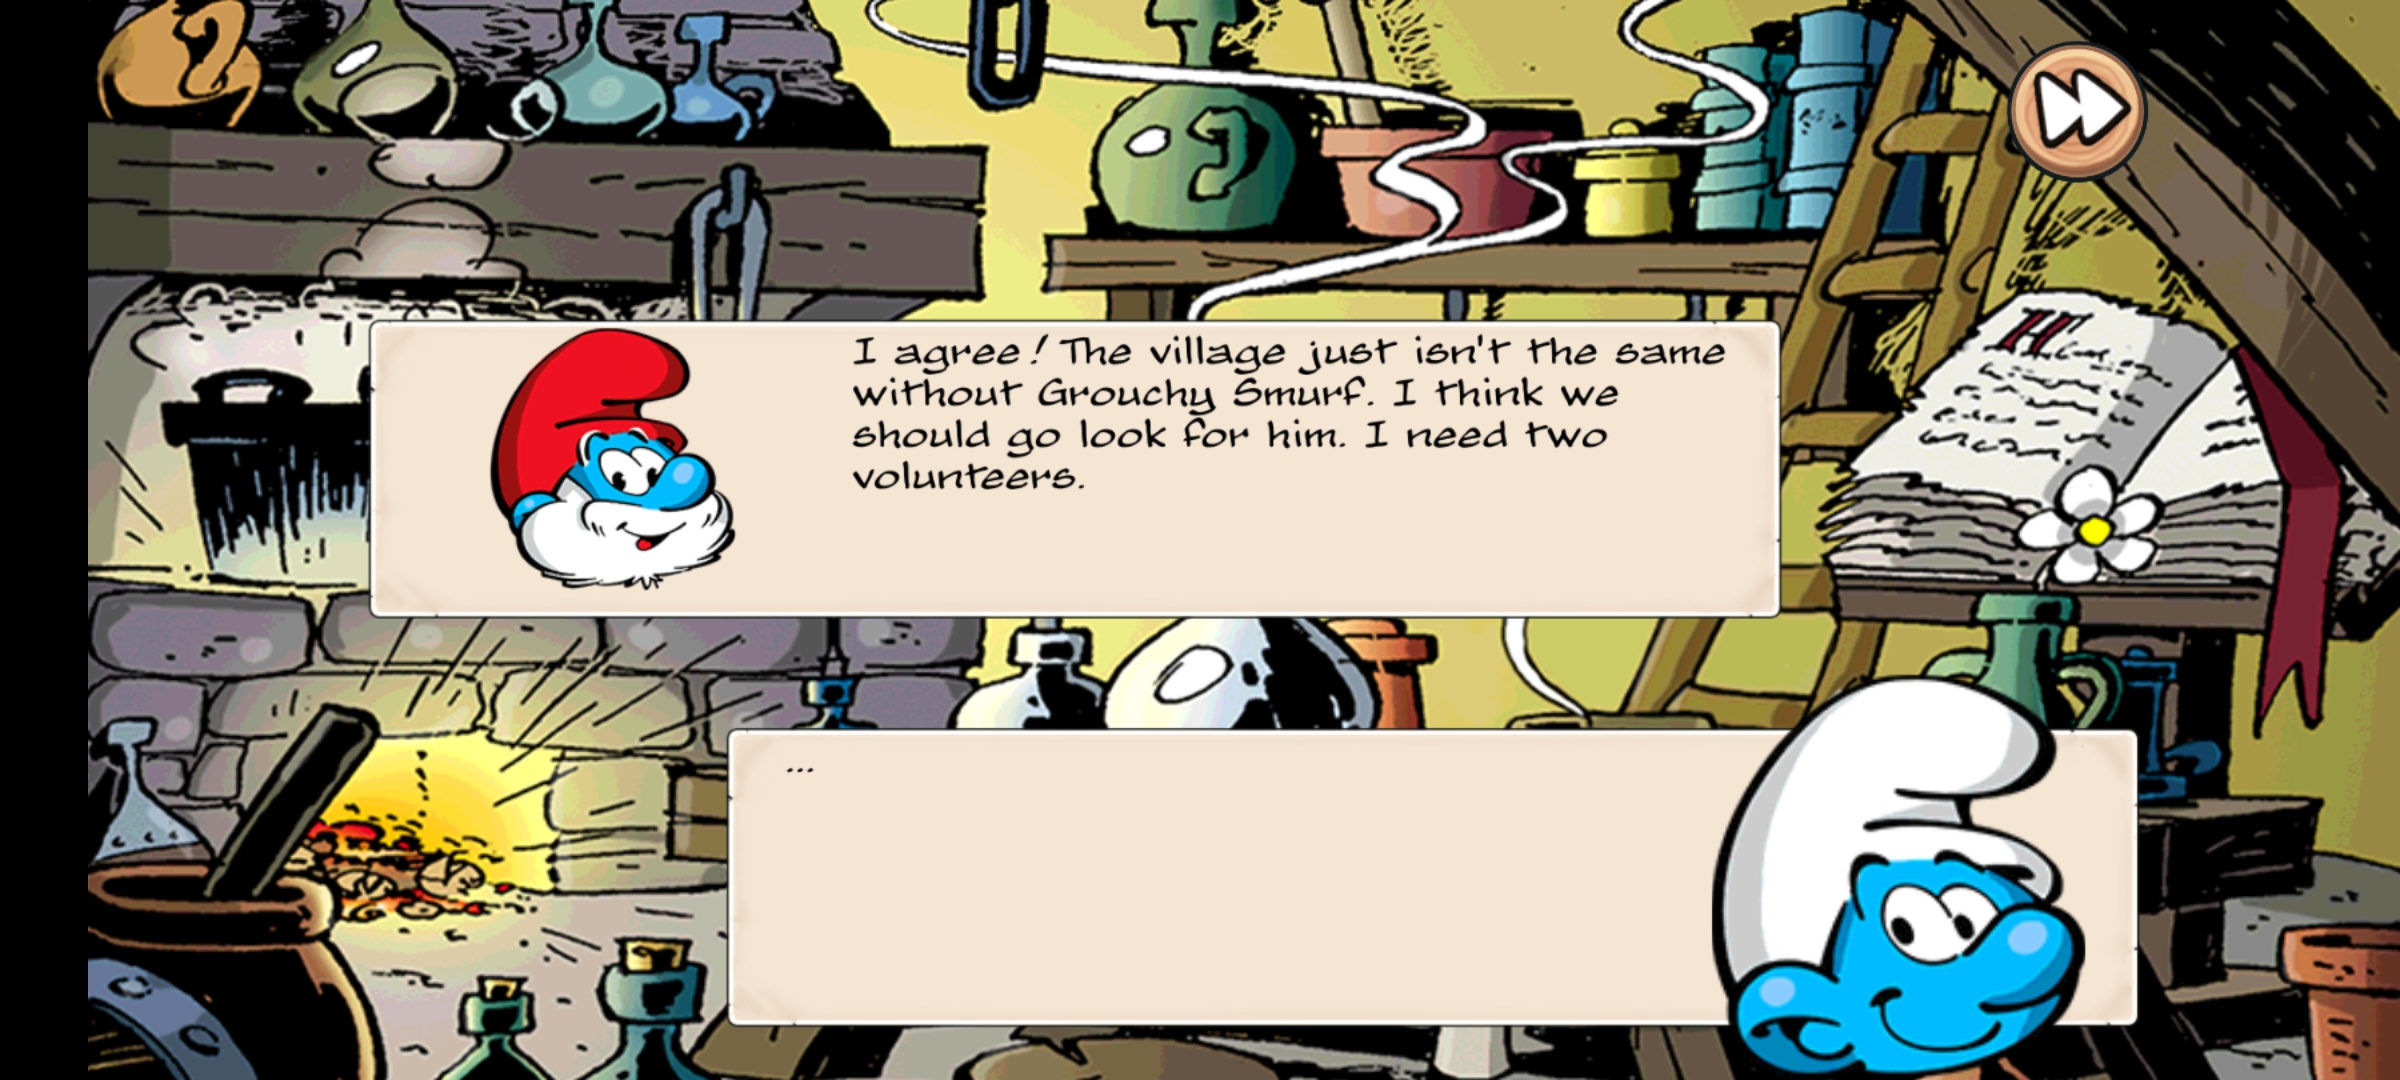 I agree! The village just isn't the same
without Grouchy Smurf. I think we
should go look for him. I need two
volunteers.
...